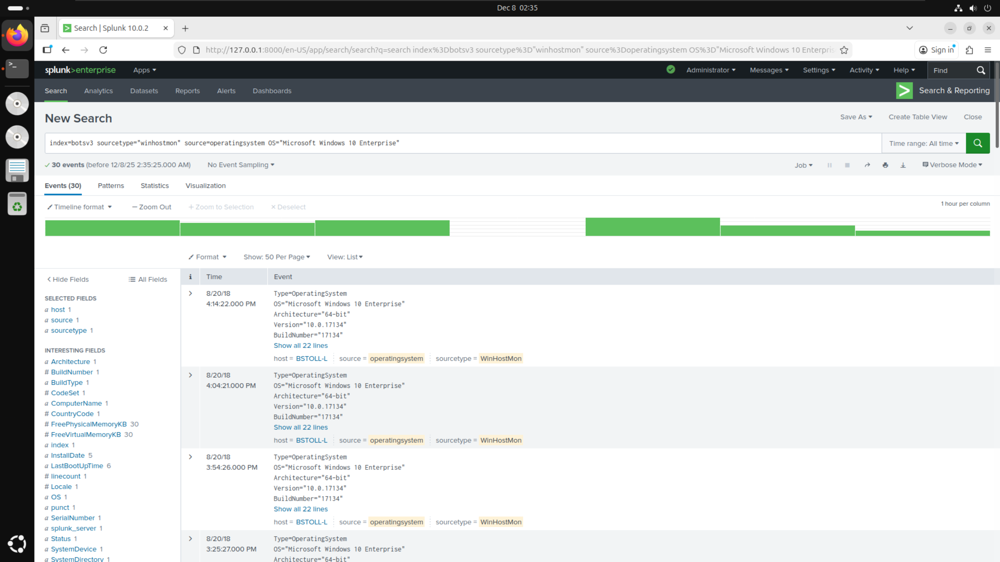 Dec 8 02:35
Search | Splunk 10.0.2
http://127.0.0.1:8000/en-US/app/search/search?q=search index%3Dbotsv3 sourcetype%3D"winhostmon" source%3Doperatingsystem OS%3D"Microsoft Windows 10 Enterpris
Sign in
splunk>enterprise Apps
Administrator Messages Settings Activity Help Find
Search Analytics Datasets Reports Alerts Dashboards
Search & Reporting
New Search
Save As Create Table View Close
index=botsv3 sourcetype="winhostmon" source=operatingsystem OS="Microsoft Windows 10 Enterprise"
Time range: All time
30 events (before 12/8/25 2:35:25.000 AM) No Event Sampling
Job Verbose Mode
Events (30) Patterns Statistics Visualization
Timeline format — Zoom Out + Zoom to Selection × Deselect
1 hour per column
Format Show: 50 Per Page View: List
< Hide Fields All Fields
SELECTED FIELDS
a host 1
a source 1
a sourcetype 1
INTERESTING FIELDS
a Architecture 1
# BuildNumber 1
a BuildType 1
# CodeSet 1
a ComputerName 1
# CountryCode 1
# FreePhysicalMemoryKB 30
# FreeVirtualMemoryKB 30
a index 1
a InstallDate 5
a LastBootUpTime 6
# linecount 1
# Locale 1
a OS 1
a punct 1
a SerialNumber 1
a splunk_server 1
a Status 1
a SystemDevice 1
a SystemDirectory 1
i Time Event
8/20/18
4:14:22.000 PM
Type=OperatingSystem
OS="Microsoft Windows 10 Enterprise"
Architecture="64-bit"
Version="10.0.17134"
BuildNumber="17134"
Show all 22 lines
host = BSTOLL-L source = operatingsystem sourcetype = WinHostMon
8/20/18
4:04:21.000 PM
Type=OperatingSystem
OS="Microsoft Windows 10 Enterprise"
Architecture="64-bit"
Version="10.0.17134"
BuildNumber="17134"
Show all 22 lines
host = BSTOLL-L source = operatingsystem sourcetype = WinHostMon
8/20/18
3:54:26.000 PM
Type=OperatingSystem
OS="Microsoft Windows 10 Enterprise"
Architecture="64-bit"
Version="10.0.17134"
BuildNumber="17134"
Show all 22 lines
host = BSTOLL-L source = operatingsystem sourcetype = WinHostMon
8/20/18
3:25:27.000 PM
Type=OperatingSystem
OS="Microsoft Windows 10 Enterprise"
Architecture="64-bit"